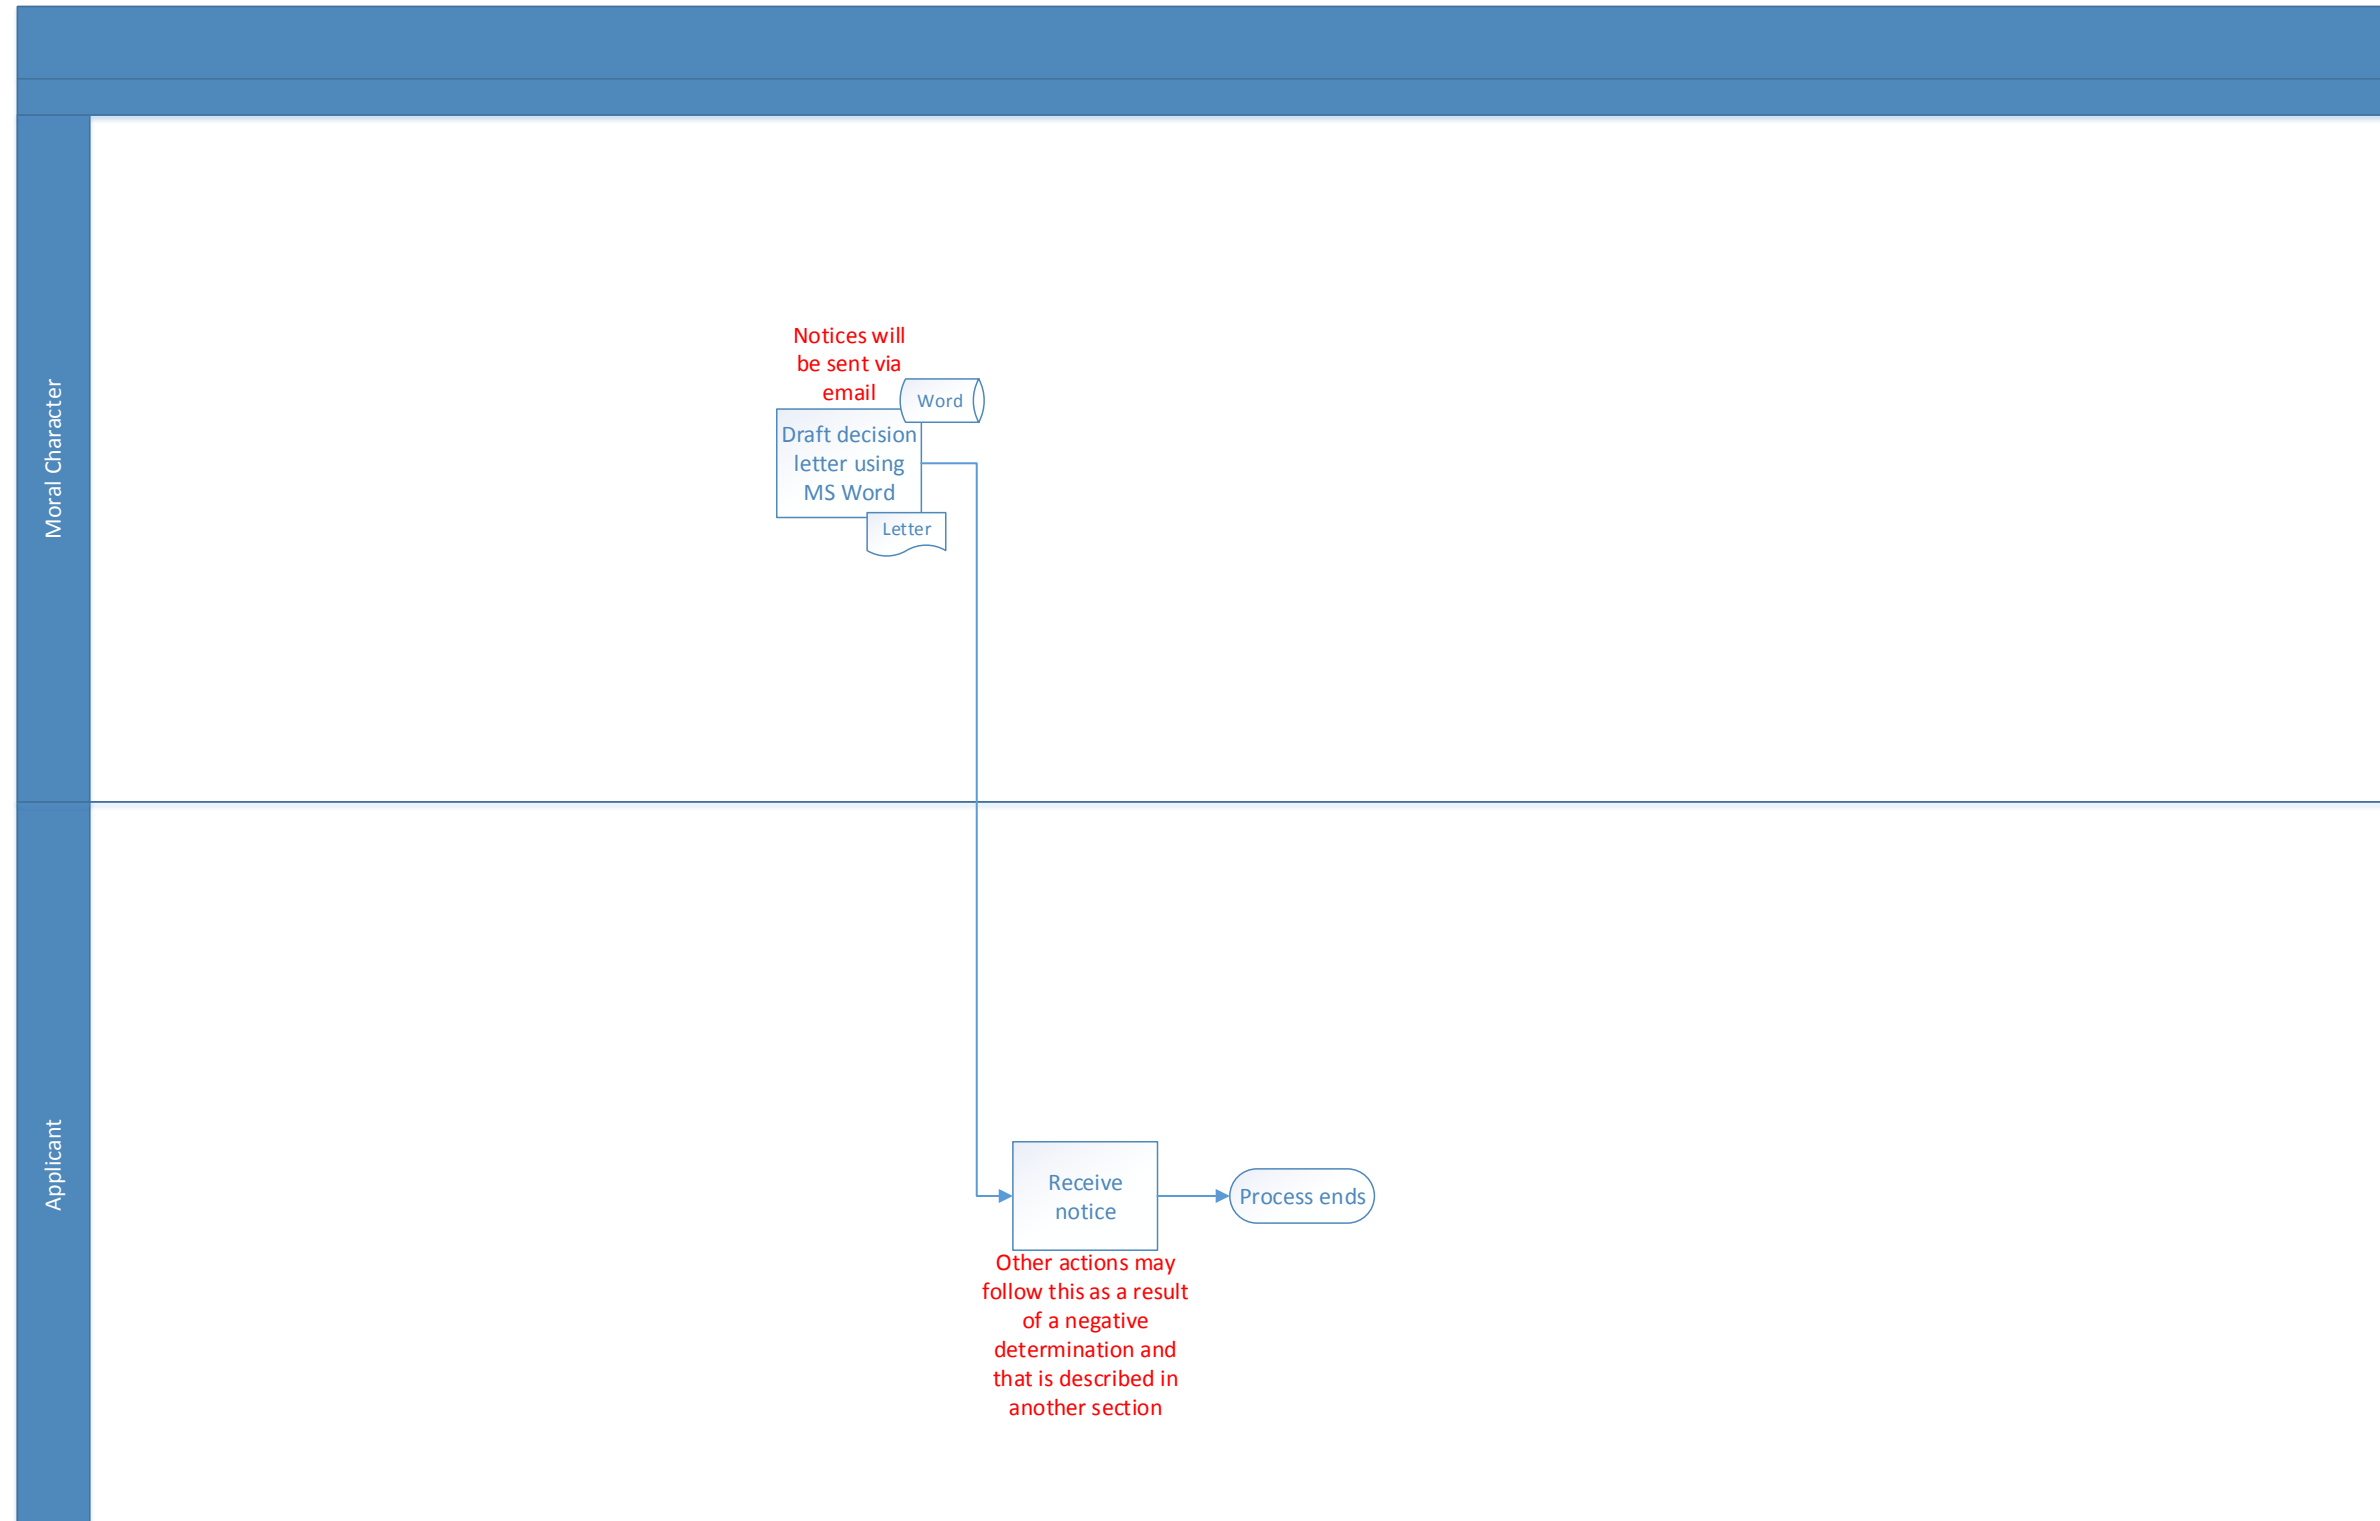 Moral Character
Notices will
be sent via
email
Word
Draft decision
letter using
MS Word
Letter
Applicant
Receive
notice
Process ends
Other actions may
follow this as a result
of a negative
determination and
that is described in
another section